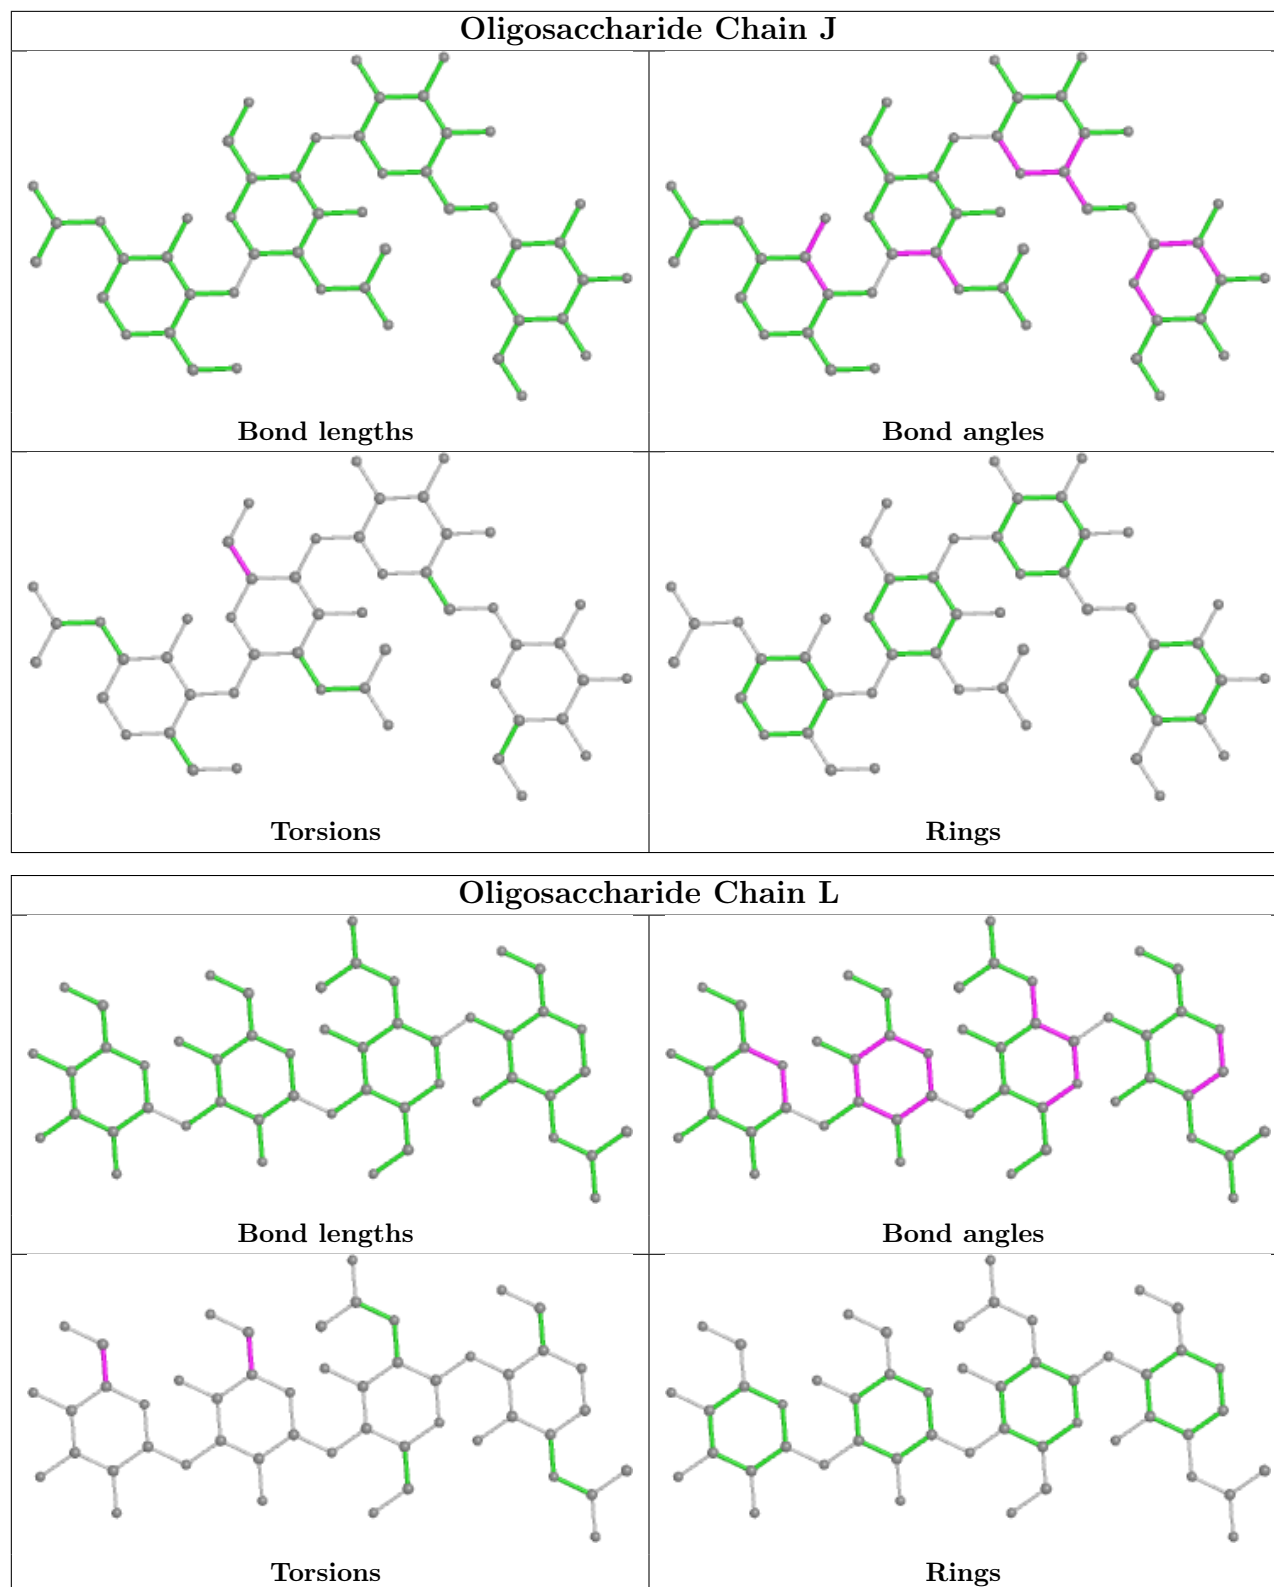 Oligosaccharide Chain J
Bond lengths
Bond angles
Torsions
Rings
Oligosaccharide Chain L
Bond lengths
Bond angles
Torsions
Rings